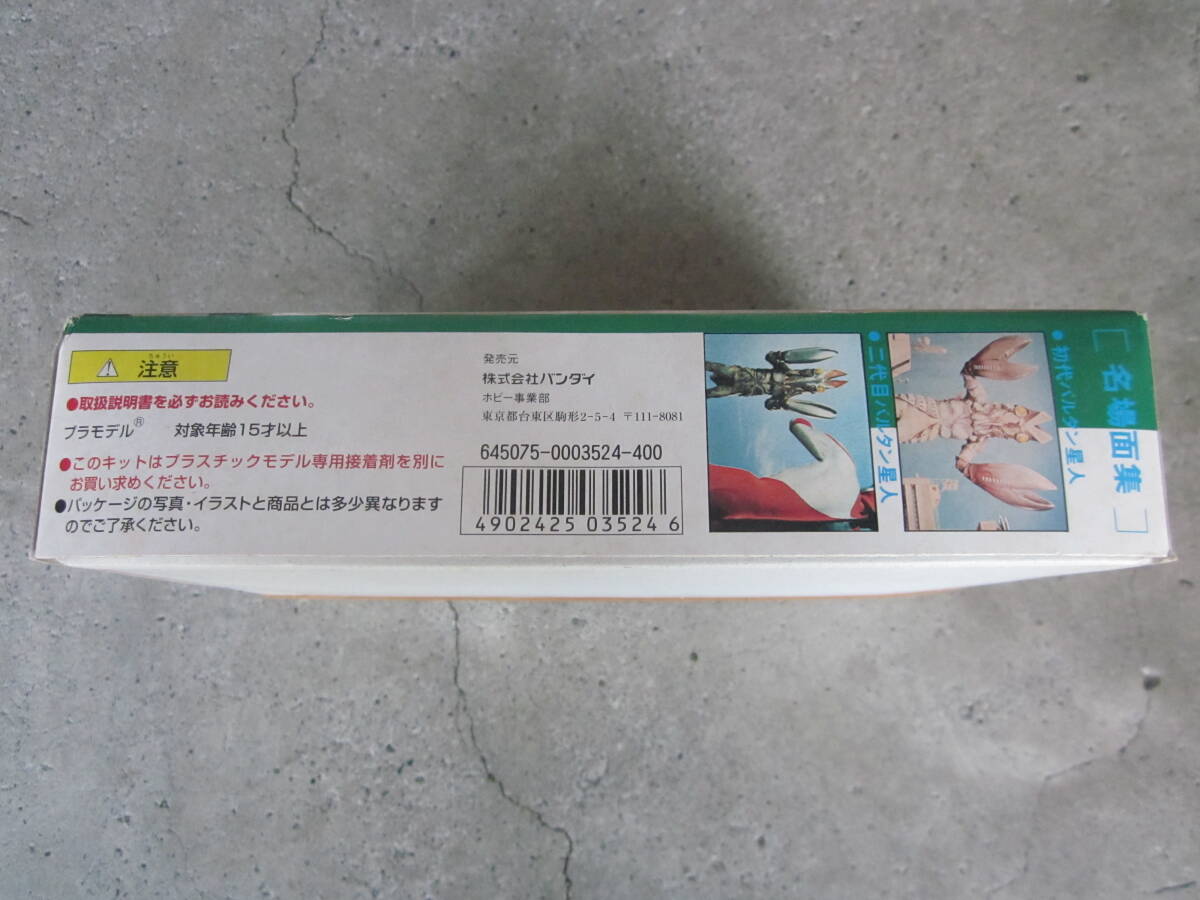 注意
ちゅうい
●取扱説明書を必ずお読みください。
プラモデル® 対象年齢15才以上
●このキットはプラスチックモデル専用接着剤を別に
お買い求めください。
●パッケージの写真・イラストと商品とは多少異なります
のでご了承ください。
発売元
株式会社バンダイ
ホビー事業部
東京都台東区駒形2-5-4 〒111-8081
645075-0003524-400
4902425035246
[名場面集]
●初代バルタン星人
●二代目バルタン星人